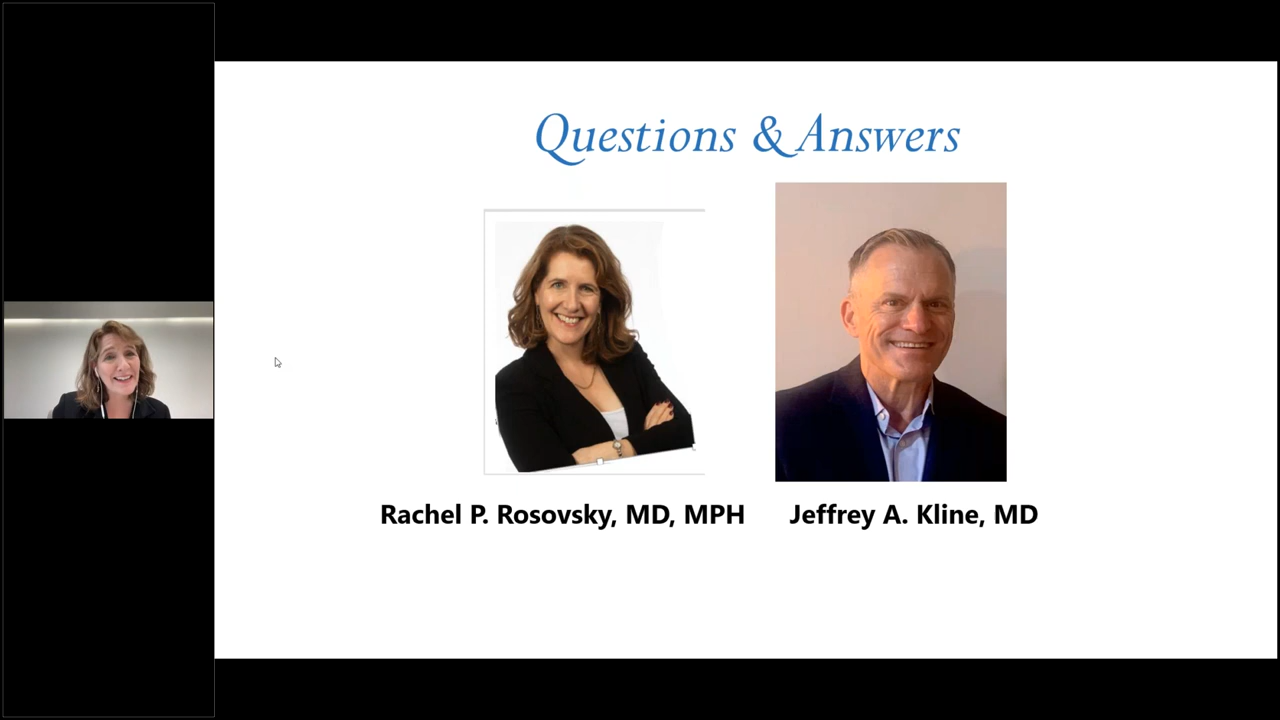 Questions & Answers
Rachel P. Rosovsky, MD, MPH
Jeffrey A. Kline, MD